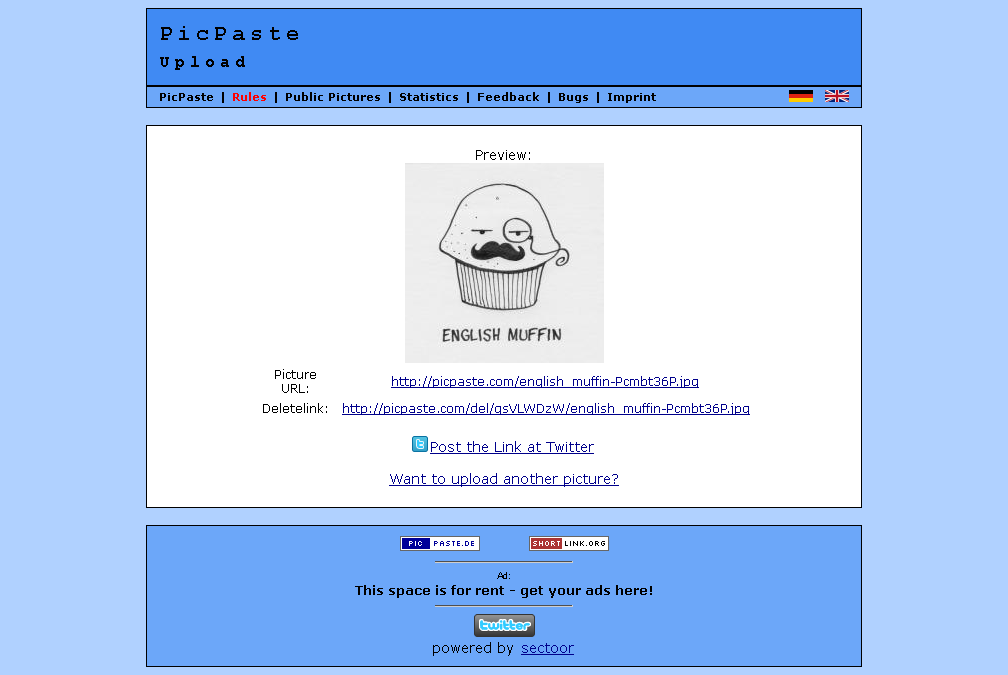 PicPaste
Upload
PicPaste | Rules | Public Pictures | Statistics | Feedback | Bugs | Imprint
Preview:
ENGLISH MUFFIN
Picture URL: http://picpaste.com/english_muffin-Pcmbt36P.jpg
Deletelink: http://picpaste.com/del/qsVLWDzW/english_muffin-Pcmbt36P.jpg
Post the Link at Twitter
Want to upload another picture?
PIC PASTE.DE SHORT LINK.ORG
Ad:
This space is for rent - get your ads here!
twitter
powered by sectoor